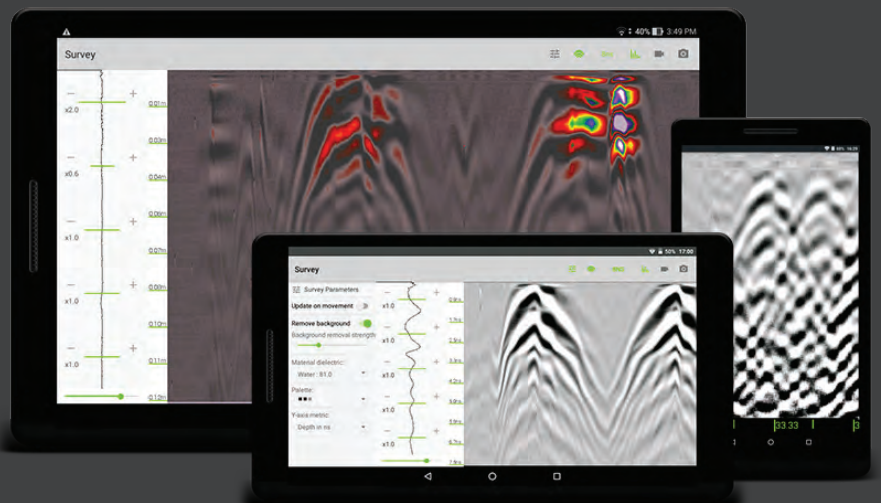 40% 3:49 PM
Survey
x2.0
0.01m
0.03m
x0.6
0.04m
0.06m
x1.0
0.07m
x1.0
0.10m
x1.0
0.11m
0.12m
50% 17:00
Survey
Survey Parameters
Update on movement
Remove background
Background removal strength
Material dielectric:
Water : 81.0
Palette:
Y-axis metric:
Depth in ns
x1.0
x1.0
x1.0
x1.0
x1.0
33 33